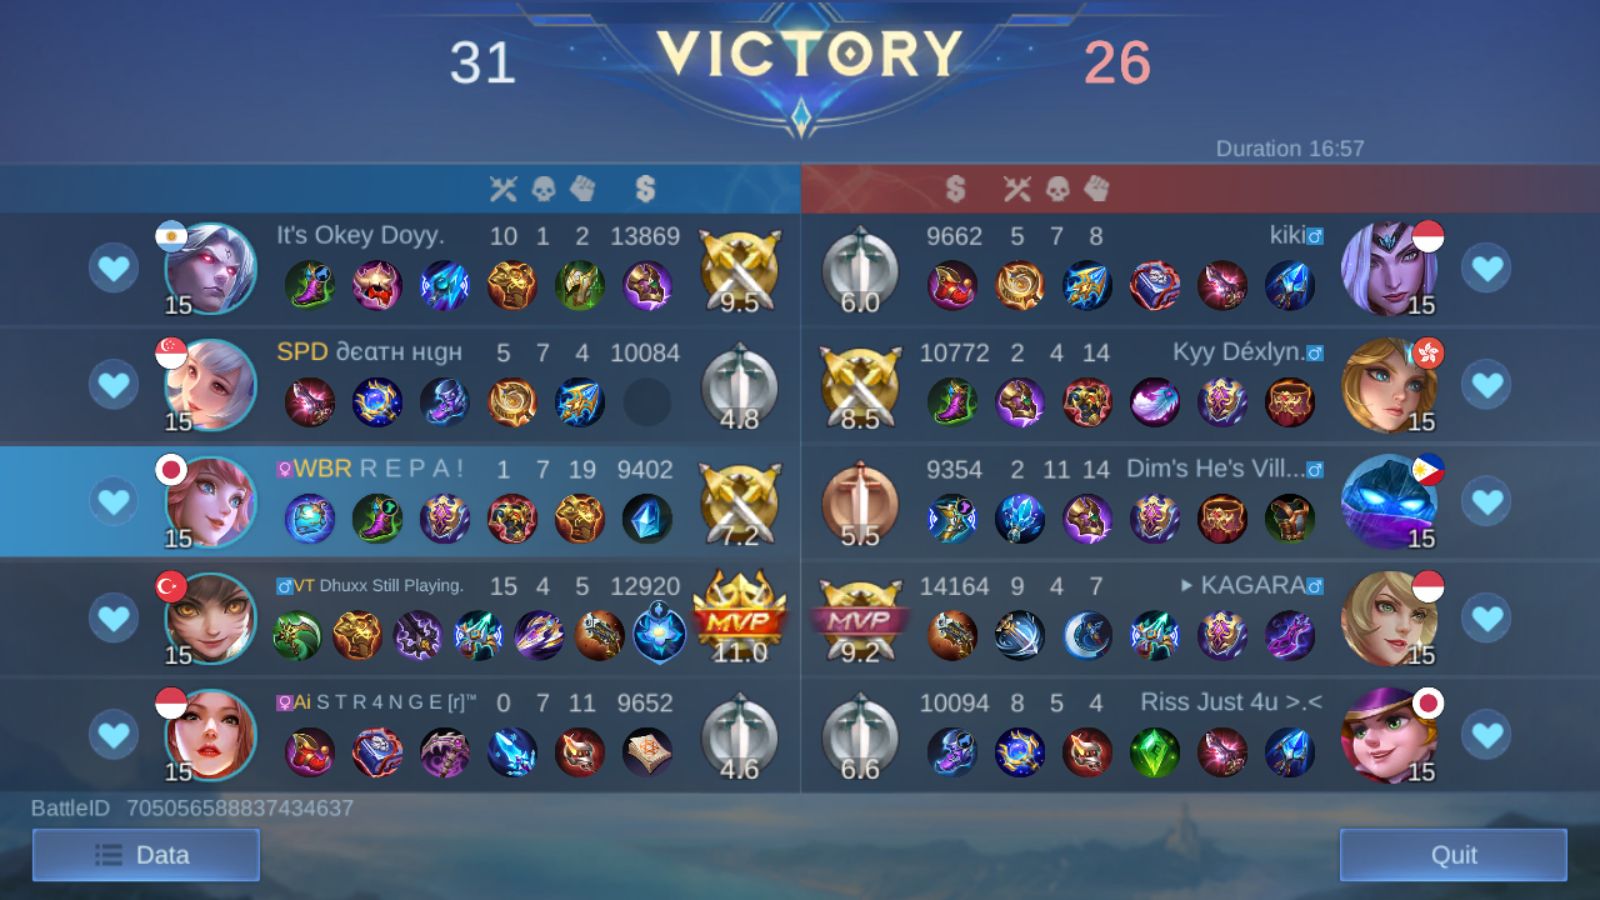 31 VICTORY 26
Duration 16:57
It's Okey Doyy. 10 1 2 13869
15 9.5
9662 5 7 8 kiki♂
6.0 15
SPD ∂єαтн нιgн 5 7 4 10084
15 4.8
10772 2 4 14 Kyy Déxlyn.♂
8.5 15
♀WBR R E P A ! 1 7 19 9402
15 7.2
9354 2 11 14 Dim's He's Vill...♂
5.5 15
♂VT Dhuxx Still Playing. 15 4 5 12920
15 MVP 11.0
14164 9 4 7 ▸ KAGARA♂
MVP 9.2 15
♀Ai S T R 4 N G E [r]™ 0 7 11 9652
15 4.6
10094 8 5 4 Riss Just 4u >.<
6.6 15
BattleID 705056588837434637
Data Quit